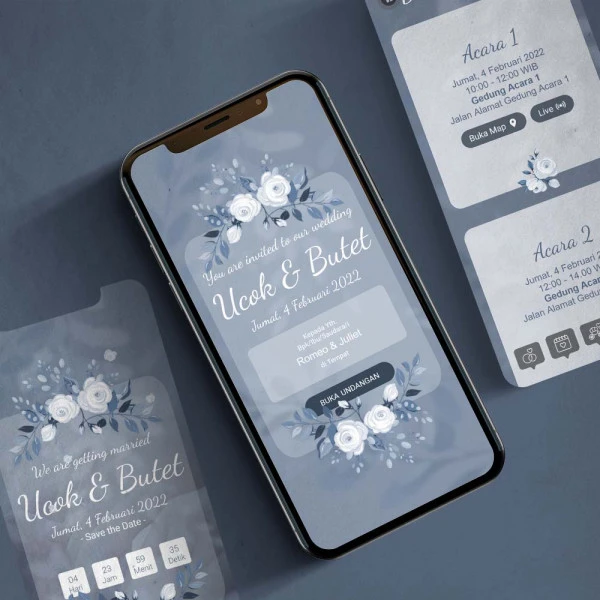 You are invited to our wedding
Ucok & Butet
Jumat, 4 Februari 2022
Kepada Yth.
Bpk/Ibu/Saudara/i
Romeo & Juliet
di Tempat
BUKA UNDANGAN
We are getting married
Ucok & Butet
Jumat, 4 Februari 2022
- Save the Date -
04 23 59 35
Hari Jam Menit Detik
Acara 1
Jumat, 4 Februari 2022
10:00 - 12:00 WIB
Gedung Acara 1
Jalan Alamat Gedung Acara 1
Buka Map Live
Acara 2
Jumat, 4 Februari 2
12:00 - 14.00 W
Gedung Acara
Jalan Alamat Gedung